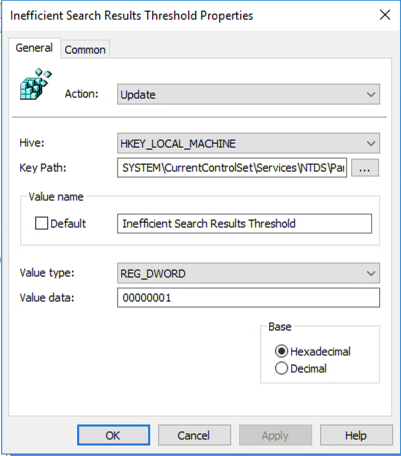 Inefficient Search Results Threshold Properties
General Common
Action: Update
Hive: HKEY_LOCAL_MACHINE
Key Path: SYSTEM\CurrentControlSet\Services\NTDS\Par ...
Value name
Default Inefficient Search Results Threshold
Value type: REG_DWORD
Value data: 00000001
Base
Hexadecimal
Decimal
OK Cancel Apply Help